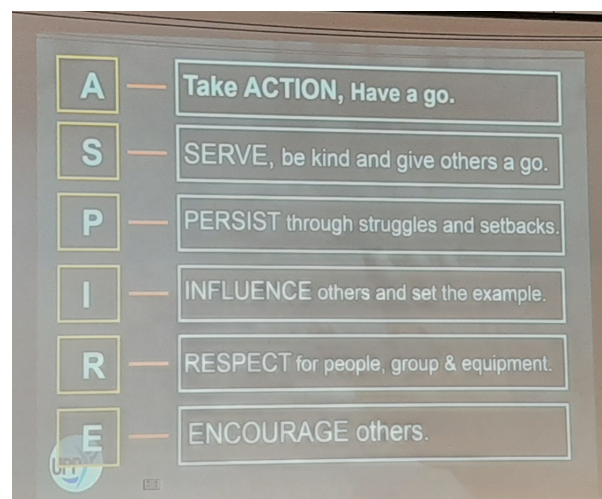 A — Take ACTION, Have a go.
S — SERVE, be kind and give others a go.
P — PERSIST through struggles and setbacks.
I — INFLUENCE others and set the example.
R — RESPECT for people, group & equipment.
E — ENCOURAGE others.